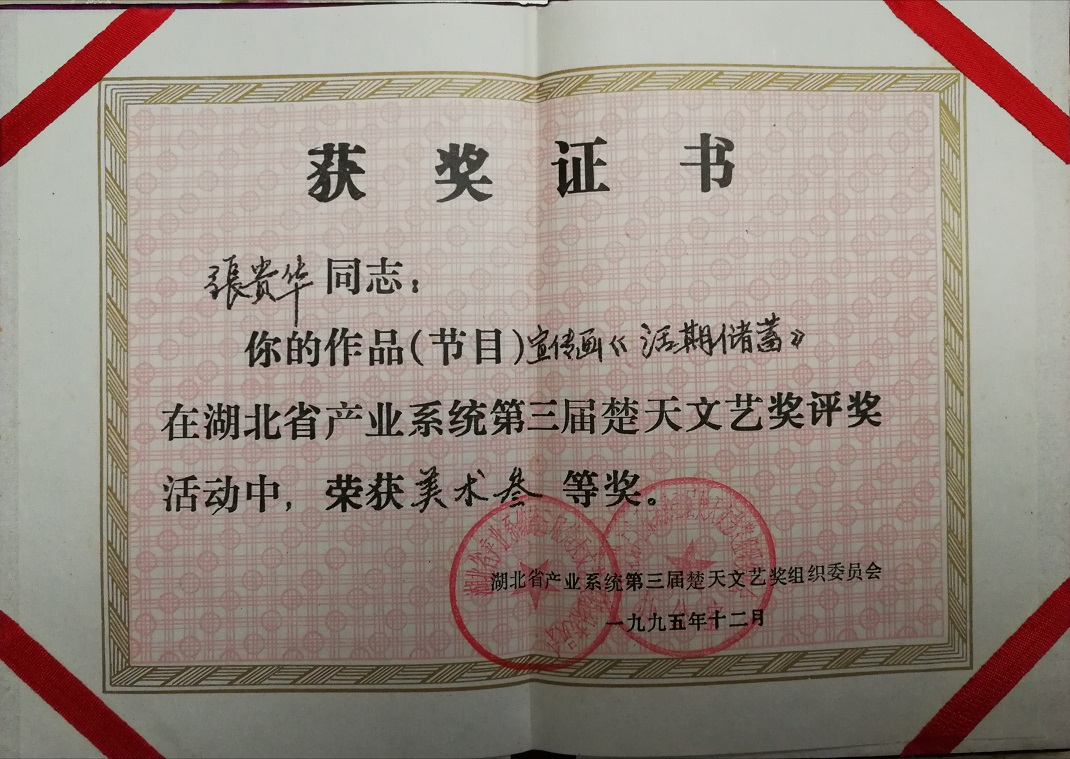 获奖证书
張貴华同志：
你的作品(节目)宣传画《活期储蓄》
在湖北省产业系统第三届楚天文艺奖评奖
活动中，荣获美术叁等奖。
湖北省产业系统第三届楚天文艺奖组织委员会
一九九五年十二月